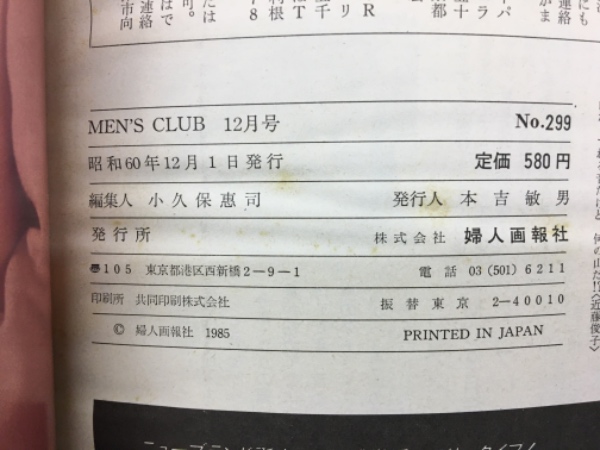 MEN'S CLUB 12月号 No.299
昭和60年12月1日発行 定価 580円
編集人 小久保恵司 発行人 本吉敏男
発行所 株式会社 婦人画報社
〒105 東京都港区西新橋2-9-1 電話 03(501)6211
印刷所 共同印刷株式会社 振替東京 2-40010
© 婦人画報社 1985 PRINTED IN JAPAN